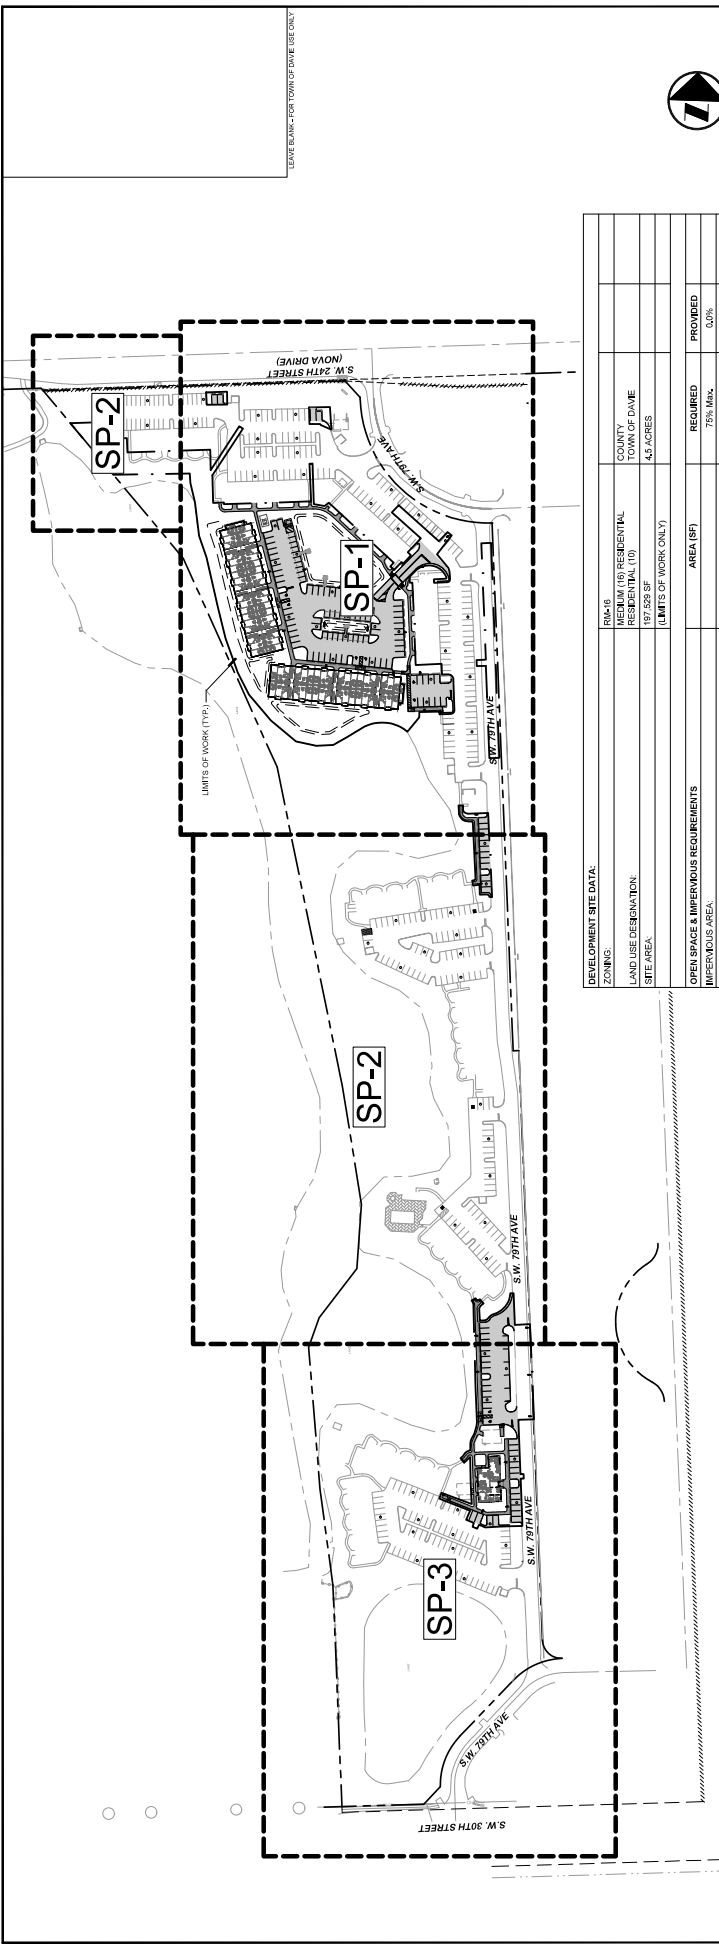 LEAVE BLANK - FOR TOWN OF DAVIE USE ONLY
S.W. 24TH STREET
(NOVA DRIVE)
SP-2
S.W. 79TH AVE
SP-1
LIMITS OF WORK (TYP.)
S.W. 79TH AVE
SP-2
S.W. 79TH AVE
SP-3
S.W. 79TH AVE
S.W. 79TH AVE
S.W. 30TH STREET
Z
DEVELOPMENT SITE DATA:
ZONING: RM-16
LAND USE DESIGNATION: MEDIUM (16) RESIDENTIAL COUNTY
RESIDENTIAL (10) TOWN OF DAVIE
SITE AREA: 197,529 SF 4.5 ACRES
(LIMITS OF WORK ONLY)
OPEN SPACE & IMPERVIOUS REQUIREMENTS AREA (SF) REQUIRED PROVIDED
IMPERVIOUS AREA: 75% Max. 0.0%